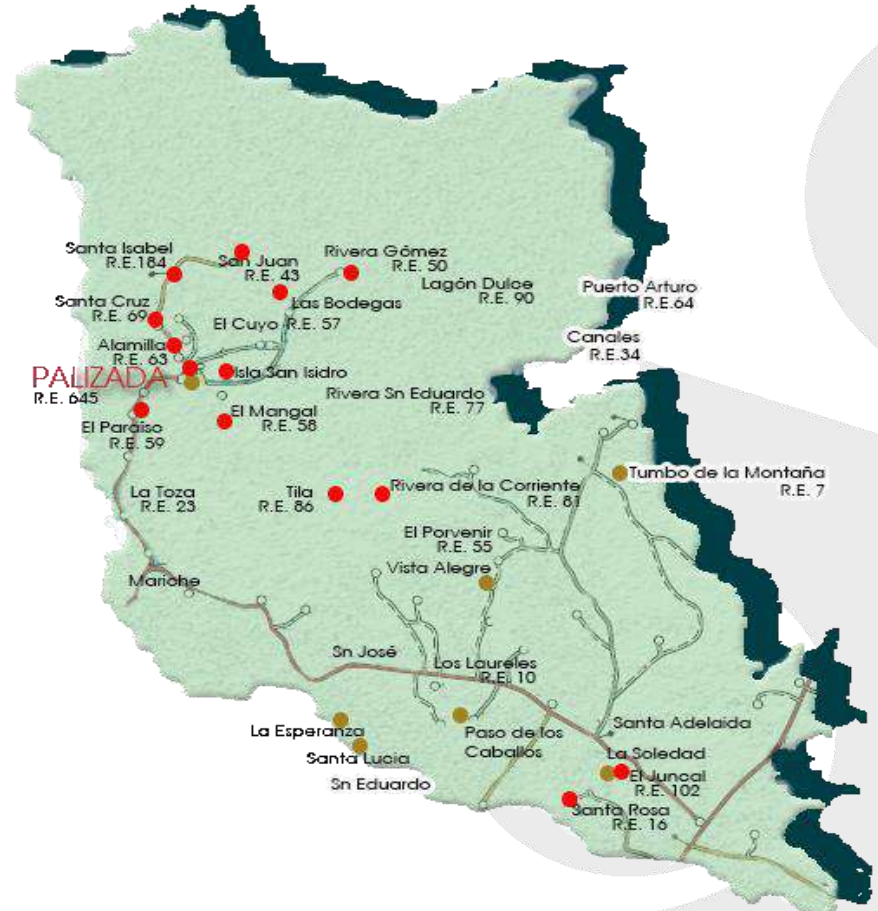 Santa Isabel
R.E.184
San Juan
R.E. 43
Rivera Gômez
R.E. 50
Lagón Dulce
R.E. 90
Puerto Arturo
R.E.64
Santa Cruz
R.E. 69
Las Bodegas
El Cuyo R.E. 57
Canales
R.E.34
Alamilla
R.E. 63
PALIZADA
R.E. 645
Isla San Isidro
Rivera Sn Eduardo
R.E. 77
El Mangal
R.E. 58
El Paraiso
R.E. 59
Tumbo de la Montaña
R.E. 7
La Toza
R.E. 23
Tila
R.E. 86
Rivera de la Corriente
R.E. 81
El Porvenir
R.E. 55
Vista Alegre
Mariche
Sn José
Los Laureles
R.E. 10
La Esperanza
Santa Lucia
Sn Eduardo
Paso de los
Caballos
Santa Adelaida
La Soledad
El Juncal
R.E. 102
Santa Rosa
R.E. 16